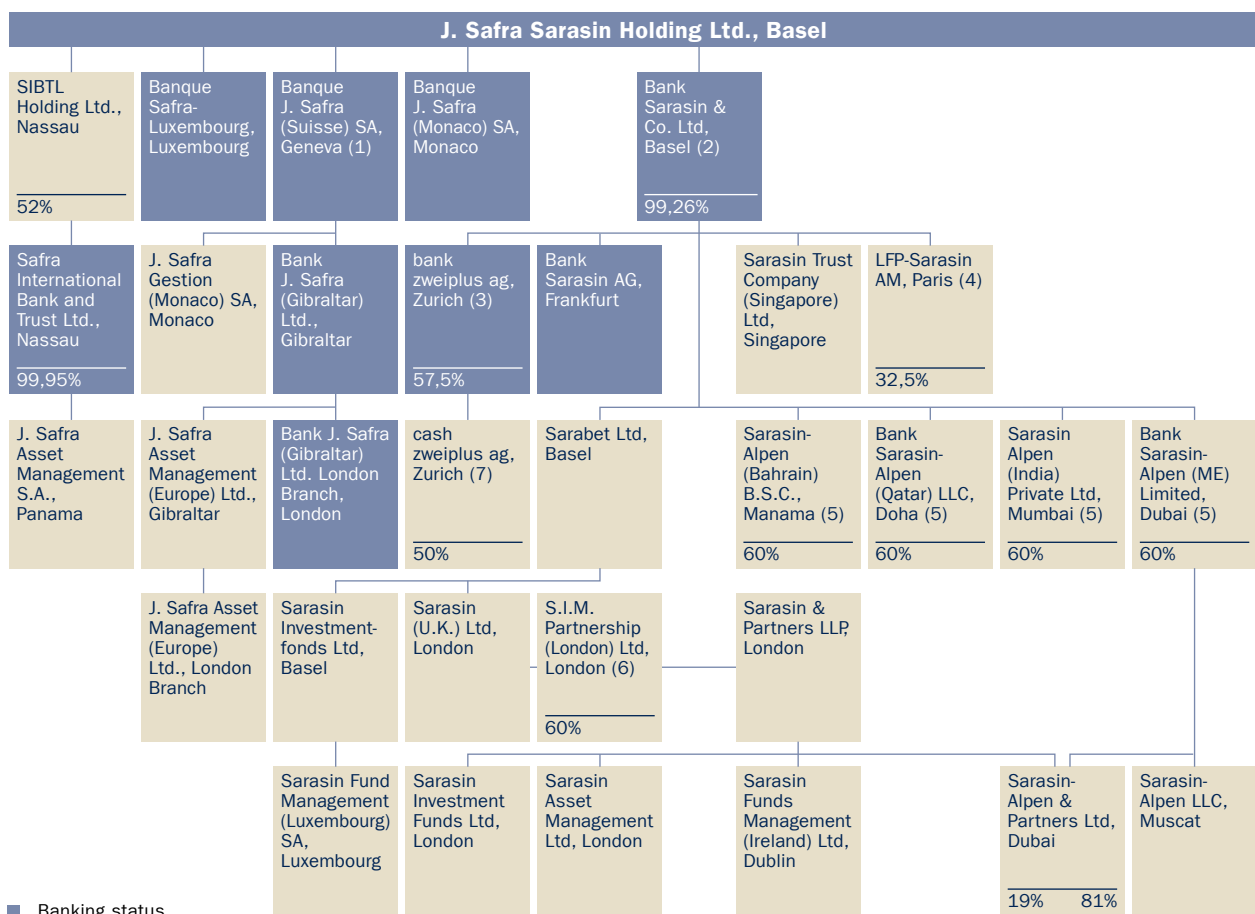 J. Safra Sarasin Holding Ltd., Basel
SIBTL
Holding Ltd.,
Nassau
52%
Banque
Safra-
Luxembourg,
Luxembourg
Banque
J. Safra
(Suisse) SA,
Geneva (1)
Banque
J. Safra
(Monaco) SA,
Monaco
Bank
Sarasin &
Co. Ltd,
Basel (2)
99,26%
Safra
International
Bank and
Trust Ltd.,
Nassau
99,95%
J. Safra
Gestion
(Monaco) SA,
Monaco
Bank
J. Safra
(Gibraltar)
Ltd.,
Gibraltar
bank
zweiplus ag,
Zurich (3)
57,5%
Bank
Sarasin AG,
Frankfurt
Sarasin Trust
Company
(Singapore)
Ltd,
Singapore
LFP-Sarasin
AM, Paris (4)
32,5%
J. Safra
Asset
Management
S.A.,
Panama
J. Safra
Asset
Management
(Europe) Ltd.,
Gibraltar
Bank J. Safra
(Gibraltar)
Ltd. London
Branch,
London
cash
zweiplus ag,
Zurich (7)
50%
Sarabet Ltd,
Basel
Sarasin-
Alpen
(Bahrain)
B.S.C.,
Manama (5)
60%
Bank
Sarasin-
Alpen
(Qatar) LLC,
Doha (5)
60%
Sarasin
Alpen
(India)
Private Ltd,
Mumbai (5)
60%
Bank
Sarasin-
Alpen (ME)
Limited,
Dubai (5)
60%
J. Safra Asset
Management
(Europe)
Ltd., London
Branch
Sarasin
Investment-
fonds Ltd,
Basel
Sarasin
(U.K.) Ltd,
London
S.I.M.
Partnership
(London) Ltd,
London (6)
60%
Sarasin &
Partners LLP,
London
Sarasin Fund
Management
(Luxembourg)
SA,
Luxembourg
Sarasin
Investment
Funds Ltd,
London
Sarasin
Asset
Management
Ltd, London
Sarasin
Funds
Management
(Ireland) Ltd,
Dublin
Sarasin-
Alpen &
Partners Ltd,
Dubai
19% 81%
Sarasin-
Alpen LLC,
Muscat
Banking status